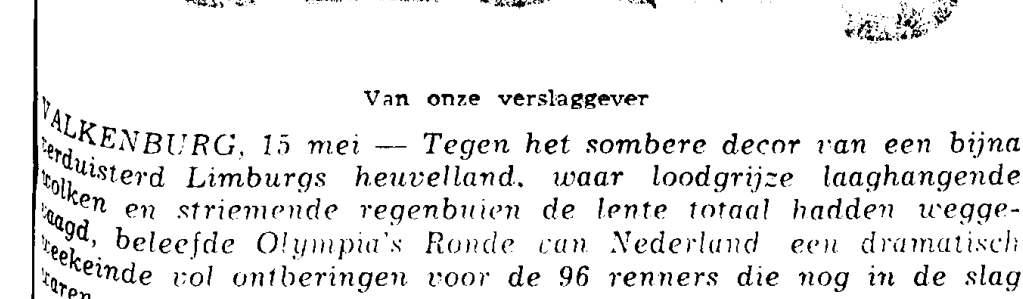 Van onze verslaggever
VALKENBURG, 15 mei — Tegen het sombere decor van een bijna
verduisterd Limburgs heuvelland, waar loodgrijze laaghangende
wolken en striemende regenbuien de lente totaal hadden wegge-
vaagd, beleefde Olympia's Ronde van Nederland een dramatisch
weekeinde vol ontberingen voor de 96 renners die nog in de slag
waren